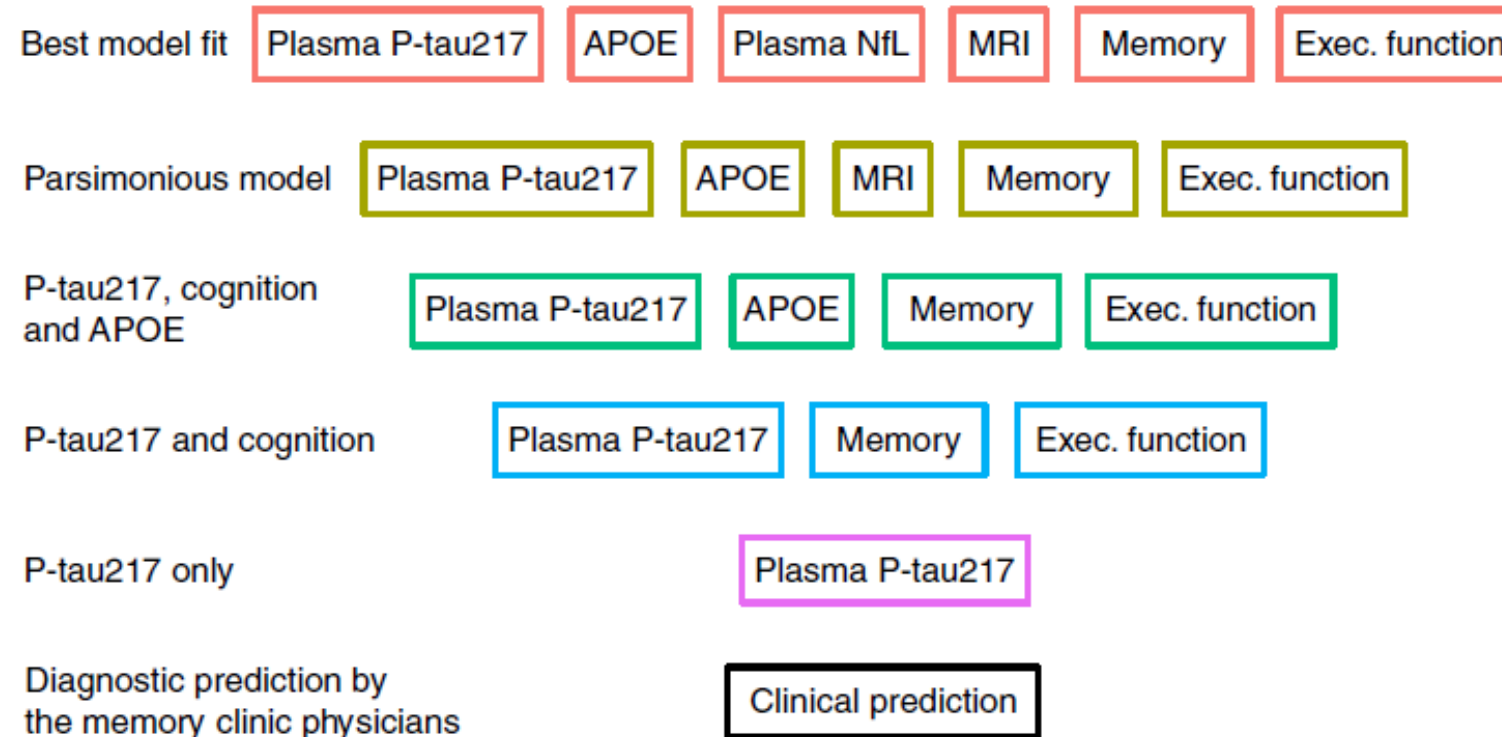 Best model fit Plasma P-tau217 APOE Plasma NfL MRI Memory Exec. function
Parsimonious model Plasma P-tau217 APOE MRI Memory Exec. function
P-tau217, cognition
and APOE
Plasma P-tau217 APOE Memory Exec. function
P-tau217 and cognition Plasma P-tau217 Memory Exec. function
P-tau217 only Plasma P-tau217
Diagnostic prediction by
the memory clinic physicians
Clinical prediction